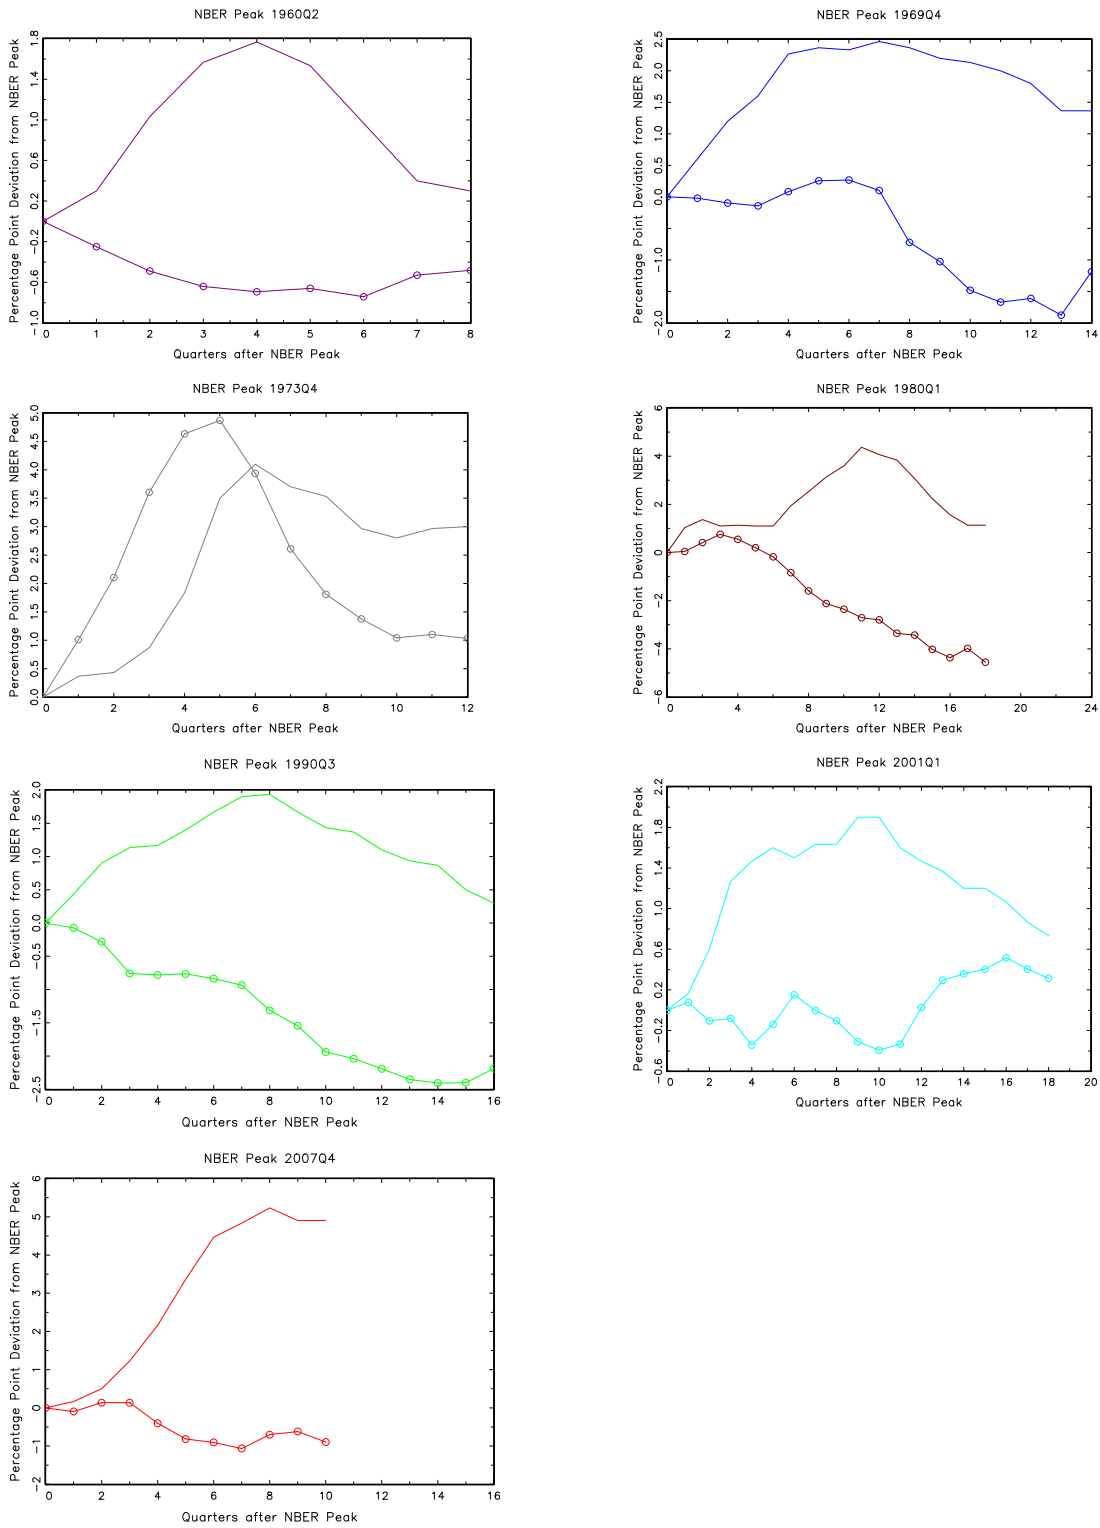 NBER Peak 1960Q2
Percentage Point Deviation from NBER Peak
1.8
1.4
1.0
0.6
0.2
-0.2
-0.6
-1.0
0 1 2 3 4 5 6 7 8
Quarters after NBER Peak
NBER Peak 1969Q4
Percentage Point Deviation from NBER Peak
2.5
2.0
1.5
1.0
0.5
0.0
-1.0
-2.0
0 2 4 6 8 10 12 14
Quarters after NBER Peak
NBER Peak 1973Q4
Percentage Point Deviation from NBER Peak
5.0
4.5
4.0
3.5
3.0
2.5
2.0
1.5
1.0
0.5
0.0
0 2 4 6 8 10 12
Quarters after NBER Peak
NBER Peak 1980Q1
Percentage Point Deviation from NBER Peak
6
4
2
0
-2
-4
-6
0 4 8 12 16 20 24
Quarters after NBER Peak
NBER Peak 1990Q3
Percentage Point Deviation from NBER Peak
2.0
1.5
1.0
0.5
0.0
-0.5
-1.5
-2.5
0 2 4 6 8 10 12 14 16
Quarters after NBER Peak
NBER Peak 2001Q1
Percentage Point Deviation from NBER Peak
2.2
1.8
1.4
1.0
0.6
0.2
-0.2
-0.6
0 2 4 6 8 10 12 14 16 18 20
Quarters after NBER Peak
NBER Peak 2007Q4
Percentage Point Deviation from NBER Peak
6
5
4
3
2
1
0
-1
-2
0 2 4 6 8 10 12 14 16
Quarters after NBER Peak